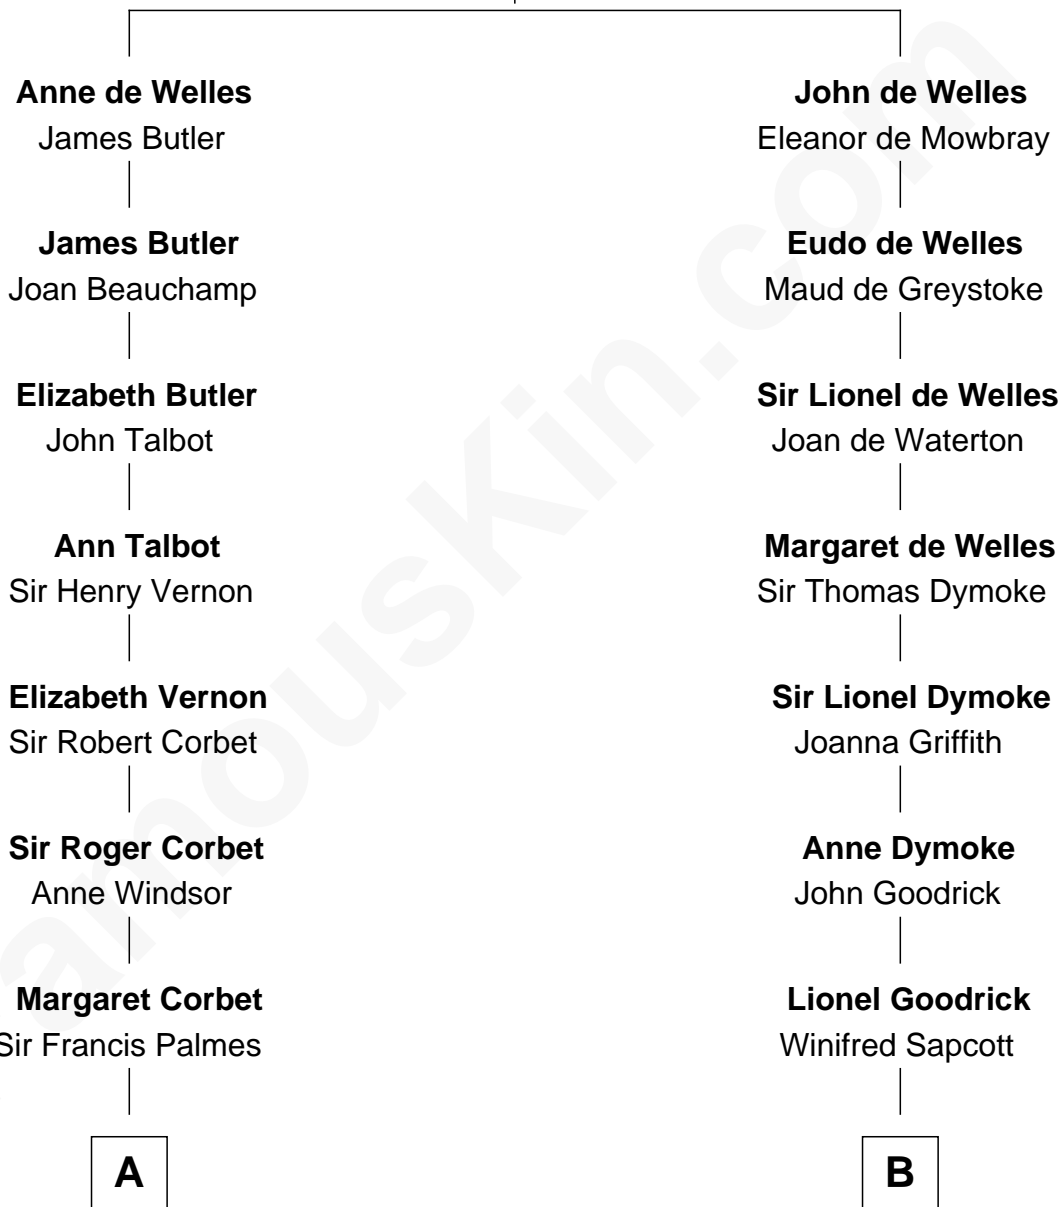 Anne de Welles
James Butler
James Butler
Joan Beauchamp
Elizabeth Butler
John Talbot
Ann Talbot
Sir Henry Vernon
Elizabeth Vernon
Sir Robert Corbet
Sir Roger Corbet
Anne Windsor
Margaret Corbet
Sir Francis Palmes
A
John de Welles
Eleanor de Mowbray
Eudo de Welles
Maud de Greystoke
Sir Lionel de Welles
Joan de Waterton
Margaret de Welles
Sir Thomas Dymoke
Sir Lionel Dymoke
Joanna Griffith
Anne Dymoke
John Goodrick
Lionel Goodrick
Winifred Sapcott
B
amousKin.com